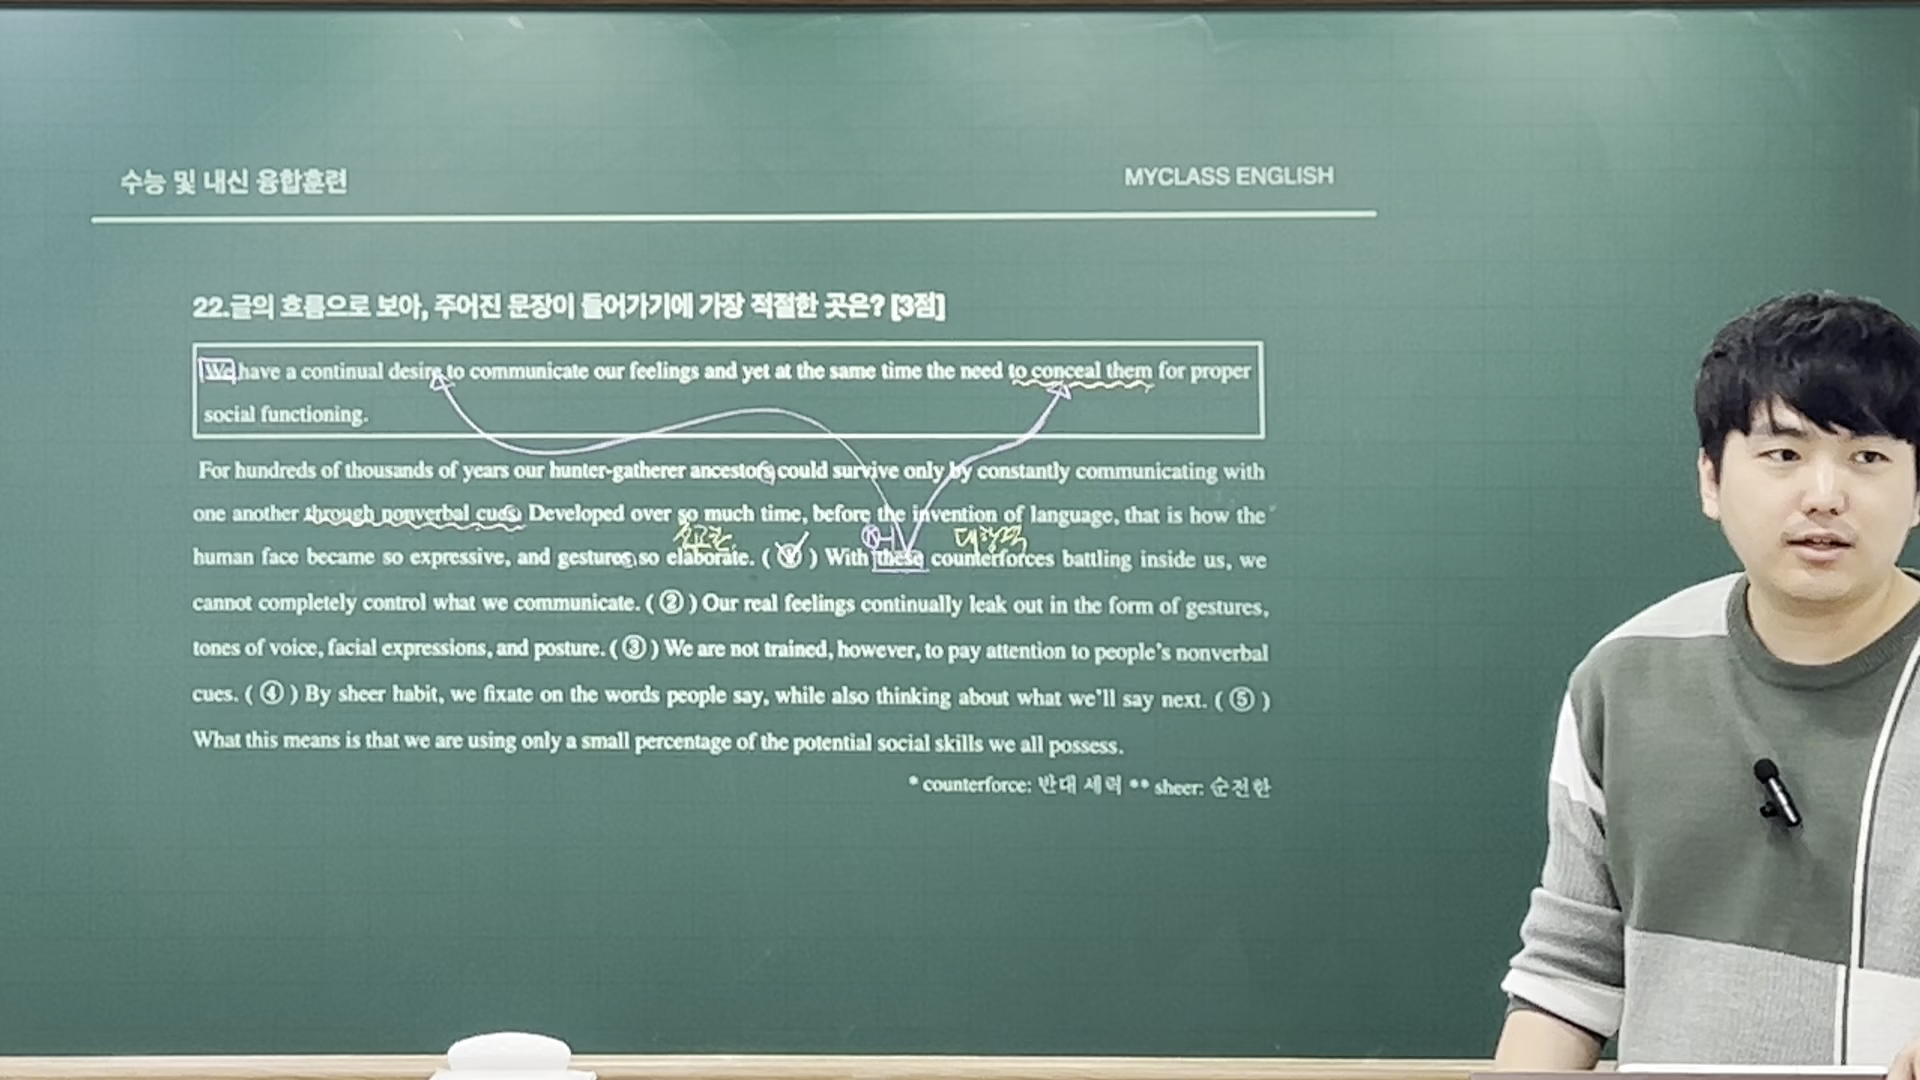 수능 및 내신 융합훈련
MYCLASS ENGLISH
22.글의 흐름으로 보아, 주어진 문장이 들어가기에 가장 적절한 곳은? [3점]
We have a continual desire to communicate our feelings and yet at the same time the need to conceal them for proper
social functioning.
For hundreds of thousands of years our hunter-gatherer ancestors could survive only by constantly communicating with
one another through nonverbal cues. Developed over so much time, before the invention of language, that is how the
대항력
human face became so expressive, and gestures so elaborate. ( ① ) With these counterforces battling inside us, we
cannot completely control what we communicate. ( ② ) Our real feelings continually leak out in the form of gestures,
tones of voice, facial expressions, and posture. ( ③ ) We are not trained, however, to pay attention to people's nonverbal
cues. ( ④ ) By sheer habit, we fixate on the words people say, while also thinking about what we'll say next. ( ⑤ )
What this means is that we are using only a small percentage of the potential social skills we all possess.
* counterforce: 반대 세력 ** sheer: 순전한